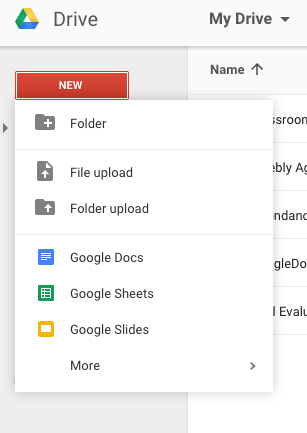 Drive
My Drive
NEW
Name
Folder
File upload
Folder upload
Google Docs
Google Sheets
Google Slides
More